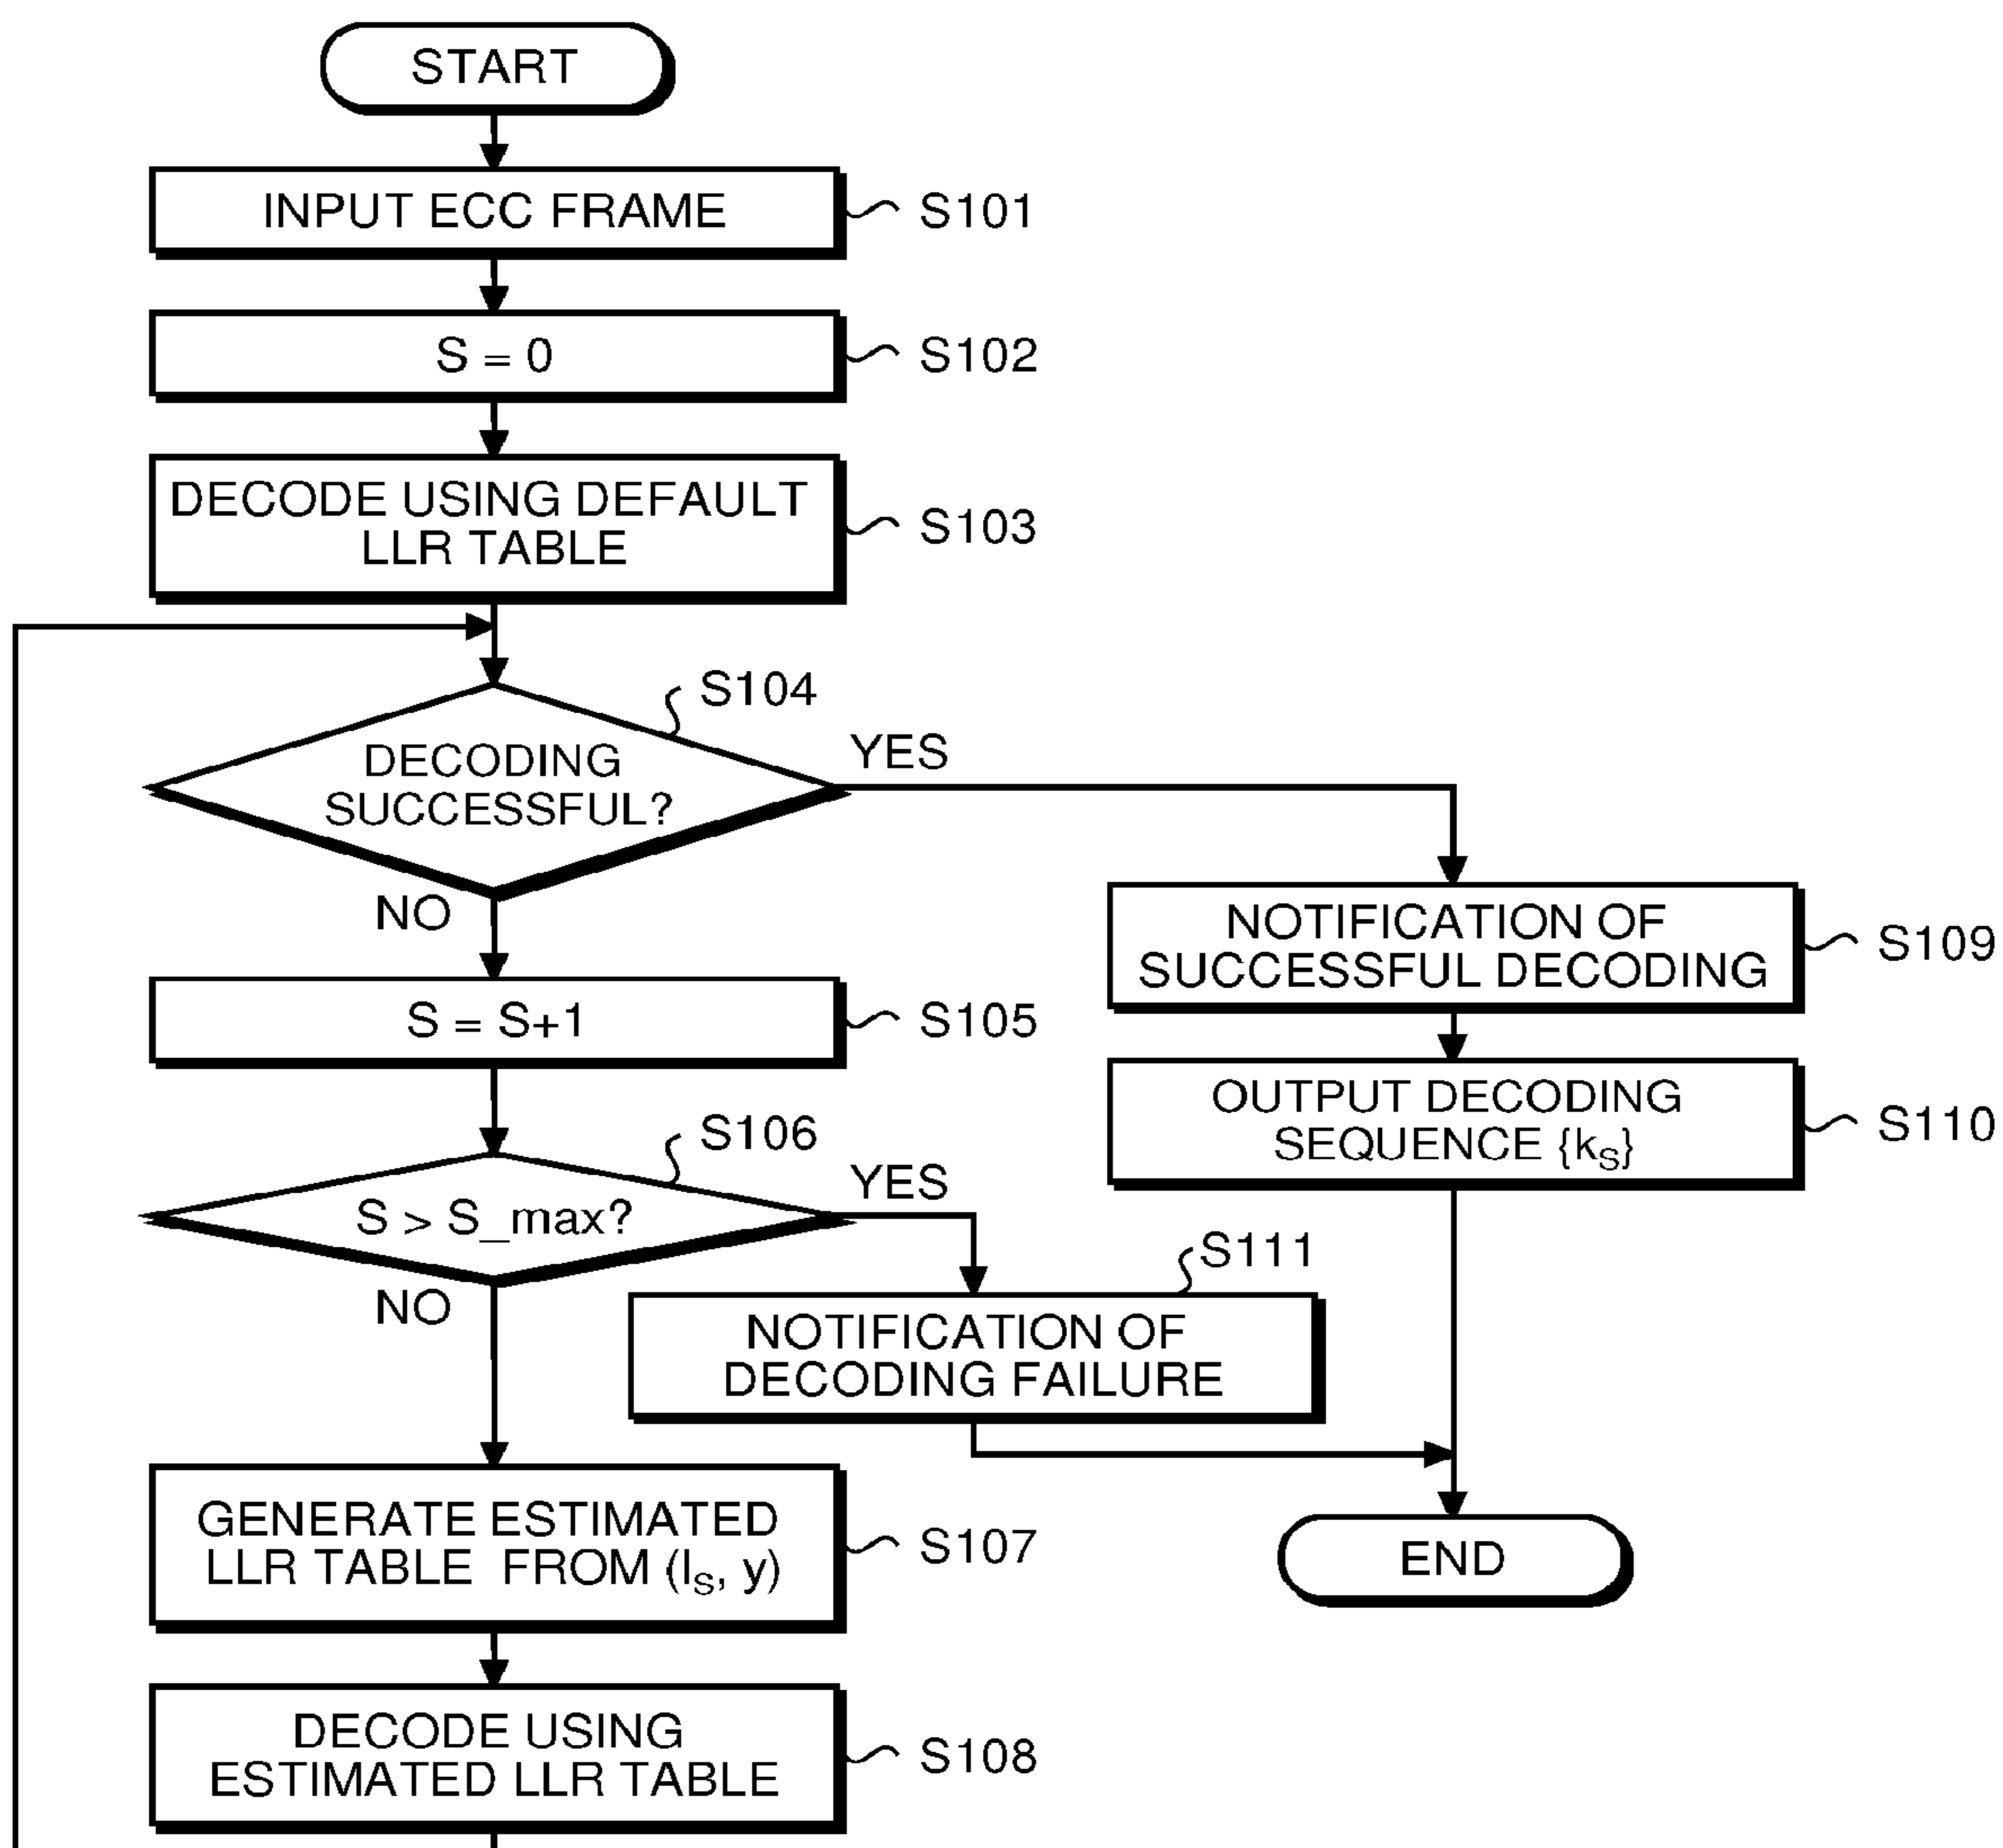 START
INPUT ECC FRAME
S101
S = 0
S102
DECODE USING DEFAULT
LLR TABLE
S103
S104
DECODING
SUCCESSFUL?
YES
NO
S = S+1
S105
S106
S > S_max?
YES
NO
GENERATE ESTIMATED
LLR TABLE FROM (lS, y)
S107
DECODE USING
ESTIMATED LLR TABLE
S108
NOTIFICATION OF
SUCCESSFUL DECODING
S109
OUTPUT DECODING
SEQUENCE {kS}
S110
S111
NOTIFICATION OF
DECODING FAILURE
END